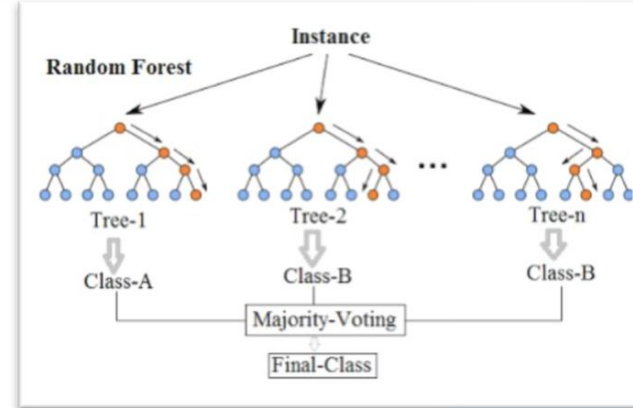 Instance
Random Forest
...
Tree-1
Tree-2
Tree-n
Class-A
Class-B
Class-B
Majority-Voting
Final-Class